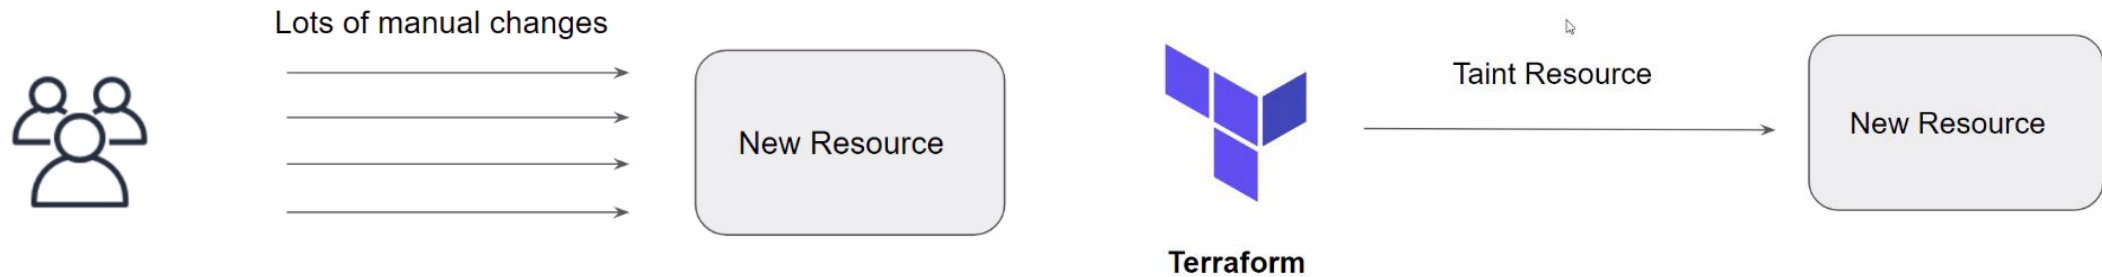 Lots of manual changes
New Resource
Taint Resource
New Resource
Terraform